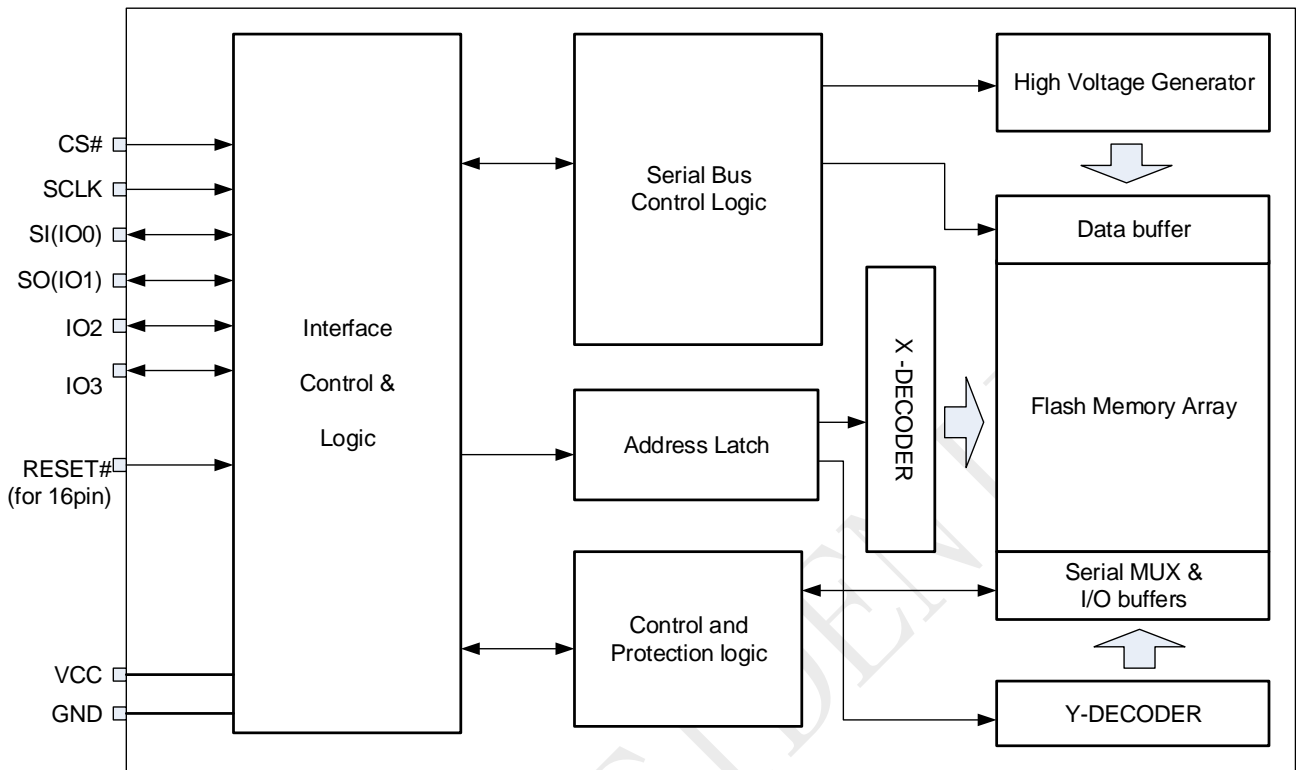 CS#
SCLK
SI(IO0)
SO(IO1)
IO2
IO3
RESET#
(for 16pin)
VCC
GND
Interface
Control &
Logic
Serial Bus
Control Logic
Address Latch
Control and
Protection logic
X -DECODER
High Voltage Generator
Data buffer
Flash Memory Array
Serial MUX &
I/O buffers
Y-DECODER